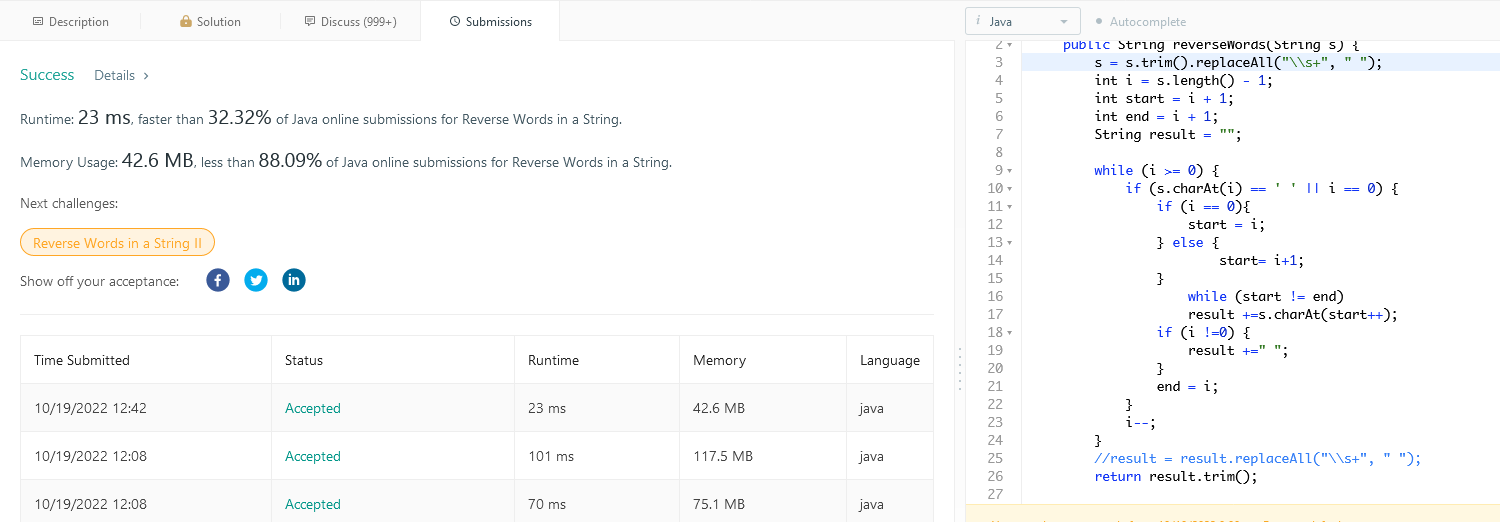 Description Solution Discuss (999+) Submissions
Success Details ›
Runtime: 23 ms, faster than 32.32% of Java online submissions for Reverse Words in a String.
Memory Usage: 42.6 MB, less than 88.09% of Java online submissions for Reverse Words in a String.
Next challenges:
Reverse Words in a String II
Show off your acceptance:
Time Submitted Status Runtime Memory Language
10/19/2022 12:42 Accepted 23 ms 42.6 MB java
10/19/2022 12:08 Accepted 101 ms 117.5 MB java
10/19/2022 12:08 Accepted 70 ms 75.1 MB java
i Java Autocomplete
2 public String reverseWords(String s) {
3 s = s.trim().replaceAll("\\s+", " ");
4 int i = s.length() - 1;
5 int start = i + 1;
6 int end = i + 1;
7 String result = "";
8
9 while (i >= 0) {
10 if (s.charAt(i) == ' ' || i == 0) {
11 if (i == 0){
12 start = i;
13 } else {
14 start= i+1;
15 }
16 while (start != end)
17 result +=s.charAt(start++);
18 if (i !=0) {
19 result +=" ";
20 }
21 end = i;
22 }
23 i--;
24 }
25 //result = result.replaceAll("\\s+", " ");
26 return result.trim();
27